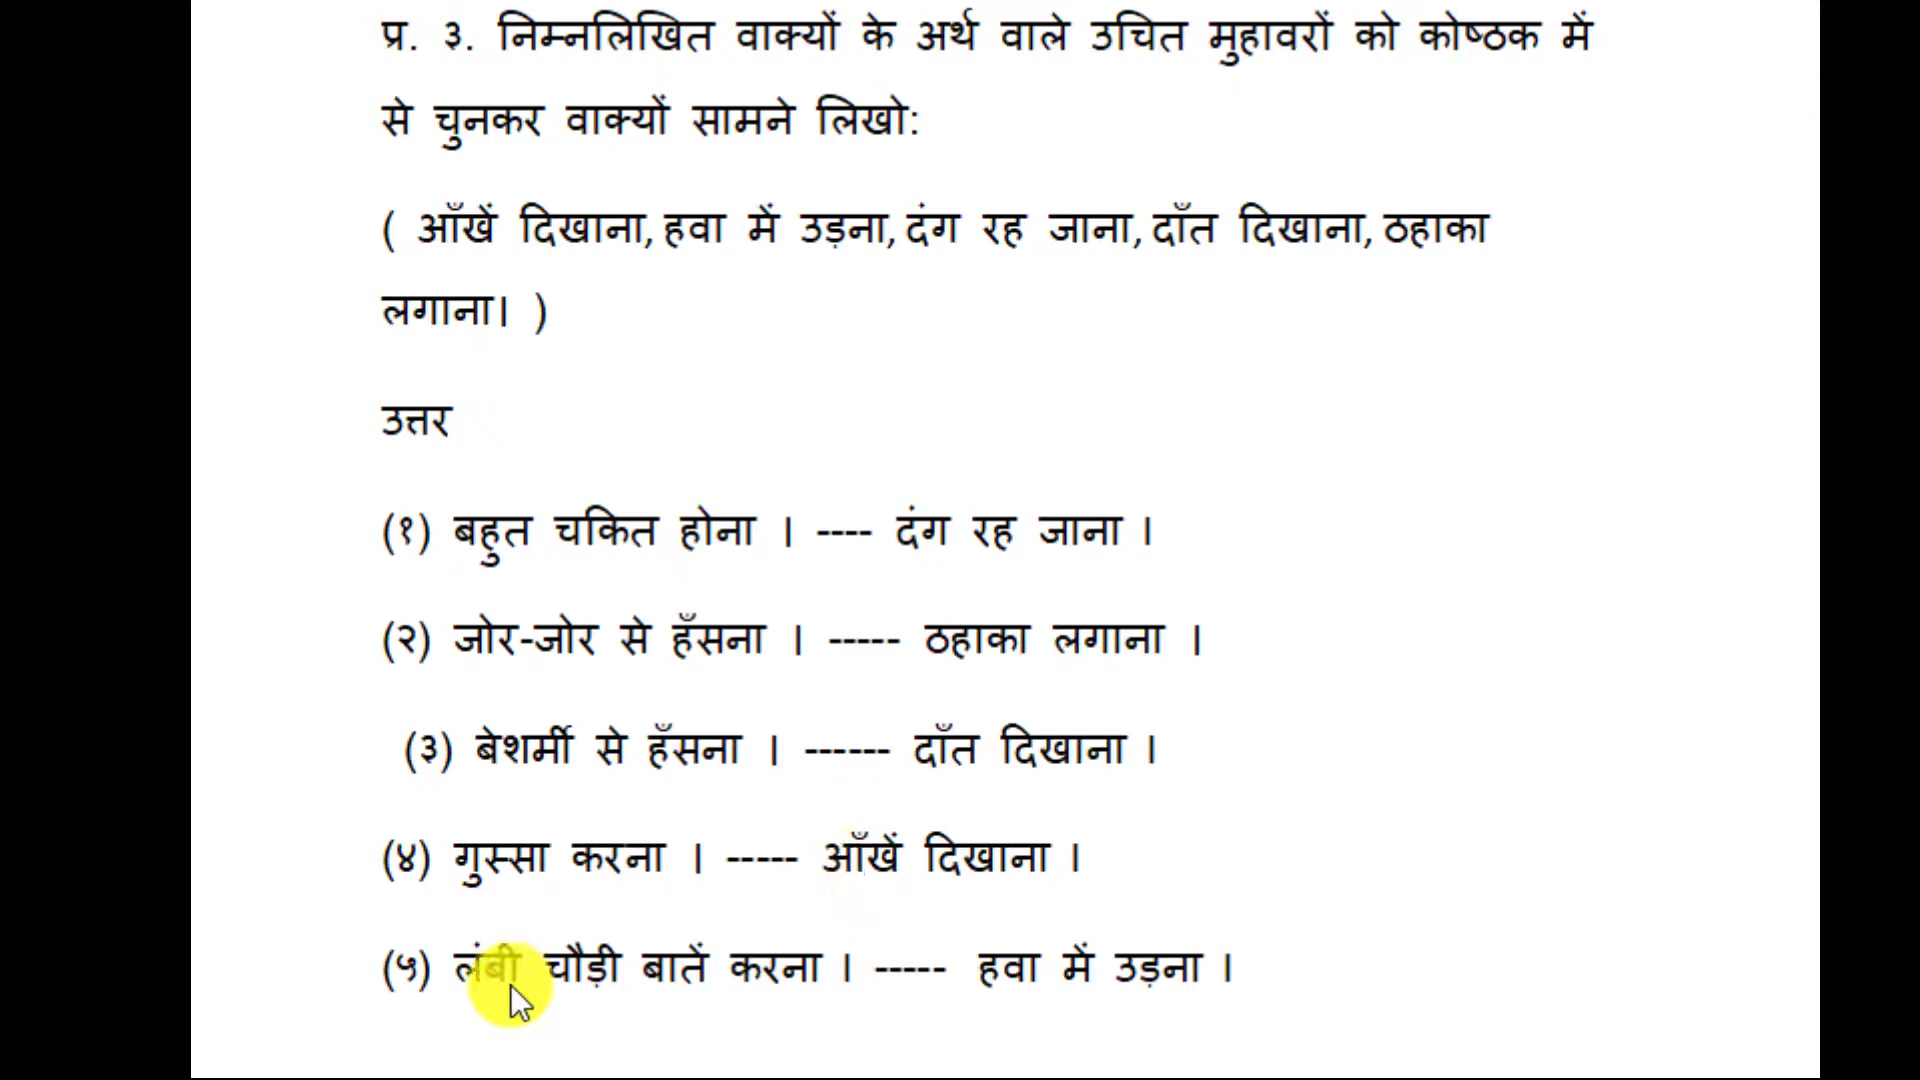 प्र. ३. निम्नलिखित वाक्यों के अर्थ वाले उचित मुहावरों को कोष्ठक में
से चुनकर वाक्यों सामने लिखो:
( आँखें दिखाना, हवा में उड़ना, दंग रह जाना, दाँत दिखाना, ठहाका
लगाना। )
उत्तर
(१) बहुत चकित होना । ---- दंग रह जाना ।
(२) जोर-जोर से हँसना । ----- ठहाका लगाना ।
(३) बेशर्मी से हँसना । ------ दाँत दिखाना ।
(४) गुस्सा करना । ----- आँखें दिखाना ।
(५) लंबी चौड़ी बातें करना । ----- हवा में उड़ना ।